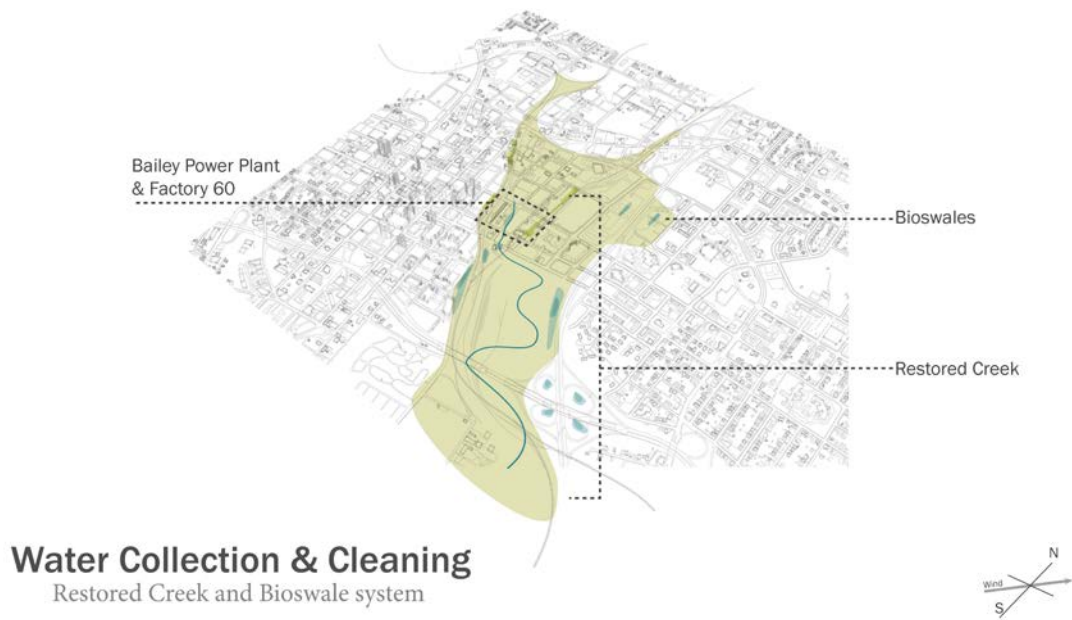 Bailey Power Plant
& Factory 60
Bioswales
Restored Creek
Water Collection & Cleaning
Restored Creek and Bioswale system
N
Wind
S